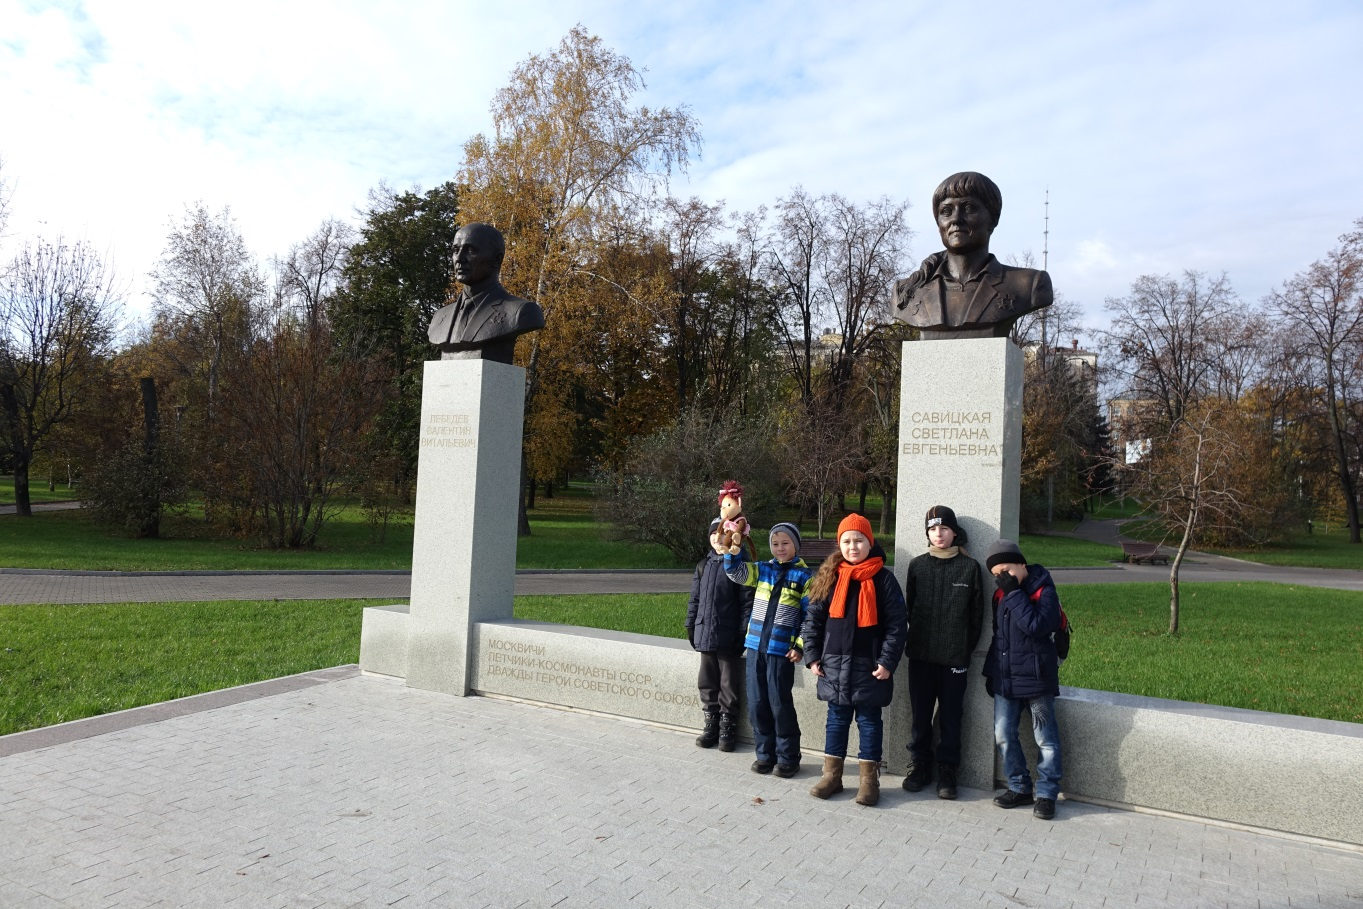 ЛЕБЕДЕВ
ВАЛЕНТИН
ВИТАЛЬЕВИЧ
САВИЦКАЯ
СВЕТЛАНА
ЕВГЕНЬЕВНА
МОСКВИЧИ
ЛЕТЧИКИ-КОСМОНАВТЫ СССР,
ДВАЖДЫ ГЕРОИ СОВЕТСКОГО СОЮЗА